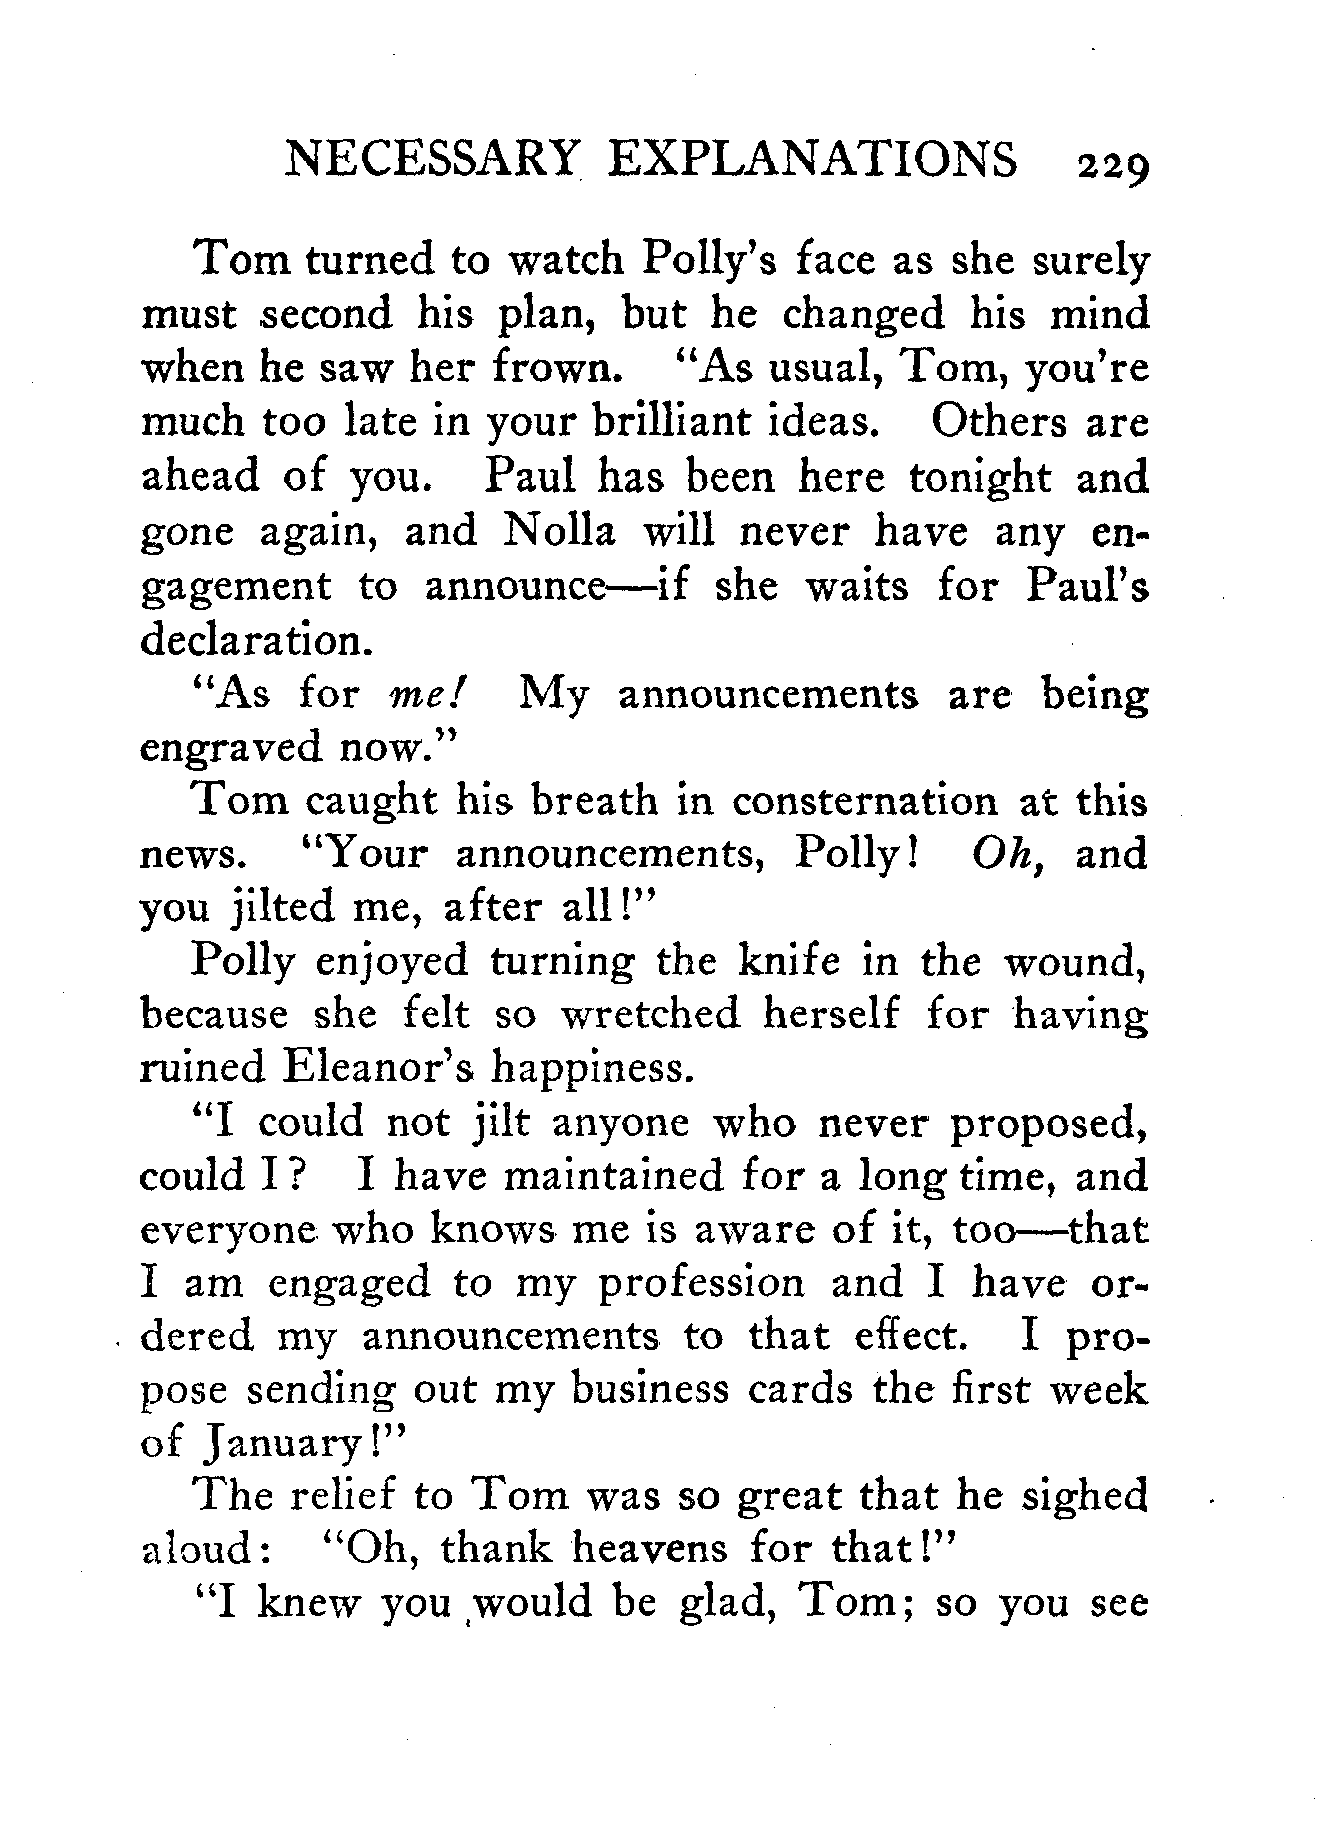 NECESSARY EXPLANATIONS 229
Tom turned to watch Polly's face as she surely
must second his plan, but he changed his mind
when he saw her frown. "As usual, Tom, you're
much too late in your brilliant ideas. Others are
ahead of you. Paul has been here tonight and
gone again, and Nolla will never have any en-
gagement to announce—if she waits for Paul's
declaration.
"As for me! My announcements are being
engraved now."
Tom caught his breath in consternation at this
news. "Your announcements, Polly! Oh, and
you jilted me, after all!"
Polly enjoyed turning the knife in the wound,
because she felt so wretched herself for having
ruined Eleanor's happiness.
"I could not jilt anyone who never proposed,
could I? I have maintained for a long time, and
everyone who knows me is aware of it, too—that
I am engaged to my profession and I have or-
dered my announcements to that effect. I pro-
pose sending out my business cards the first week
of January!"
The relief to Tom was so great that he sighed
aloud: "Oh, thank heavens for that!"
"I knew you would be glad, Tom; so you see